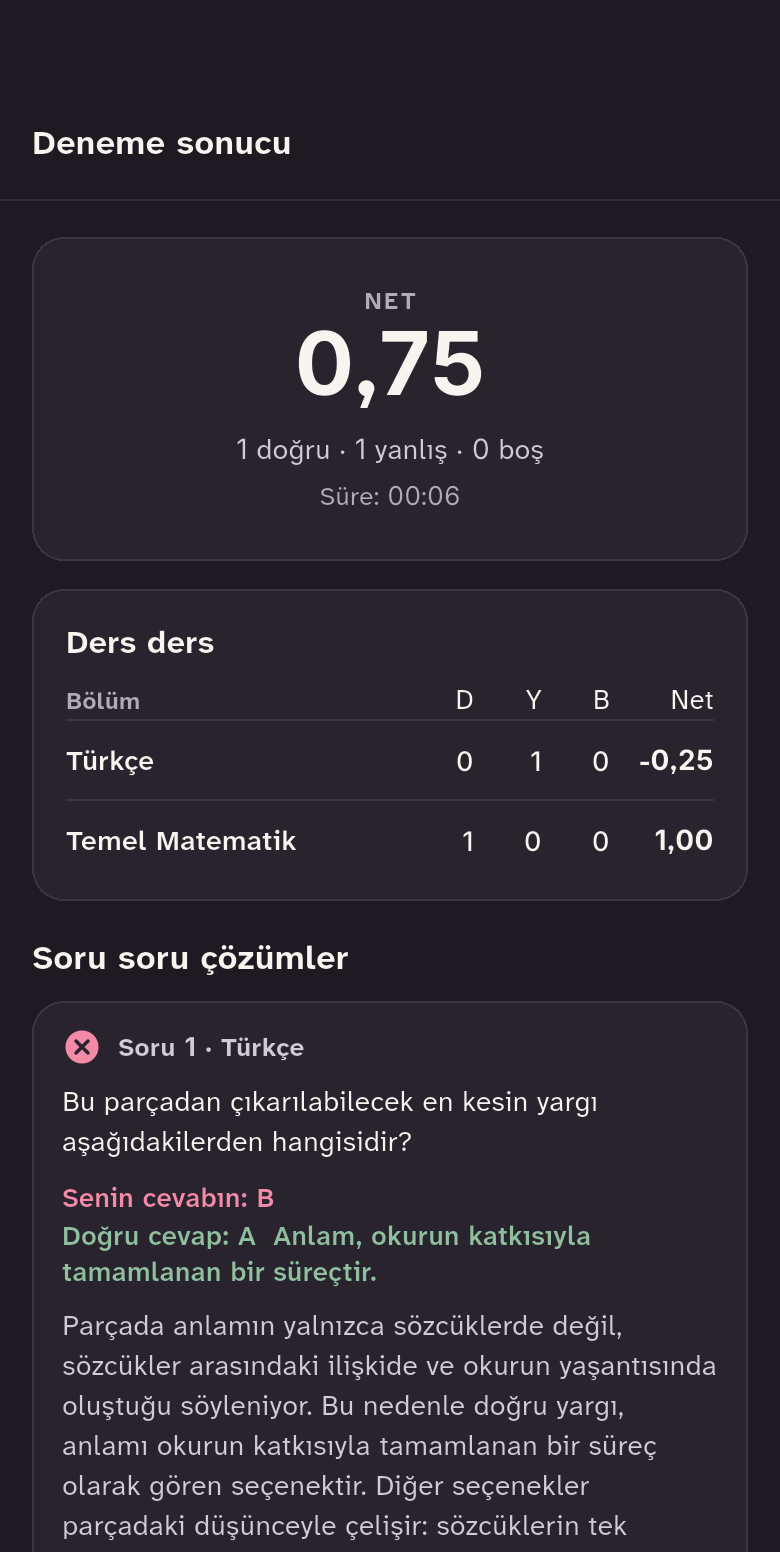 Deneme sonucu
NET
0,75
1 doğru · 1 yanlış · 0 boş
Süre: 00:06
Ders ders
Bölüm D Y B Net
Türkçe 0 1 0 -0,25
Temel Matematik 1 0 0 1,00
Soru soru çözümler
Soru 1 · Türkçe
Bu parçadan çıkarılabilecek en kesin yargı
aşağıdakilerden hangisidir?
Senin cevabın: B
Doğru cevap: A  Anlam, okurun katkısıyla
tamamlanan bir süreçtir.
Parçada anlamın yalnızca sözcüklerde değil,
sözcükler arasındaki ilişkide ve okurun yaşantısında
oluştuğu söyleniyor. Bu nedenle doğru yargı,
anlamı okurun katkısıyla tamamlanan bir süreç
olarak gören seçenektir. Diğer seçenekler
parçadaki düşünceyle çelişir: sözcüklerin tek